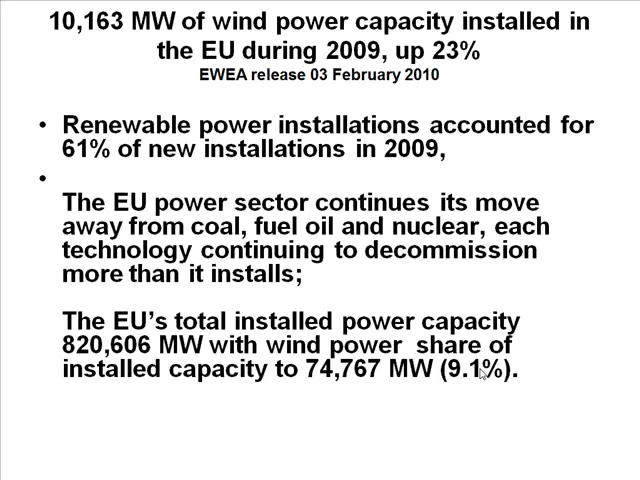 10,163 MW of wind power capacity installed in
the EU during 2009, up 23%
EWEA release 03 February 2010
• Renewable power installations accounted for
61% of new installations in 2009,
•
The EU power sector continues its move
away from coal, fuel oil and nuclear, each
technology continuing to decommission
more than it installs;
The EU’s total installed power capacity
820,606 MW with wind power share of
installed capacity to 74,767 MW (9.1%).